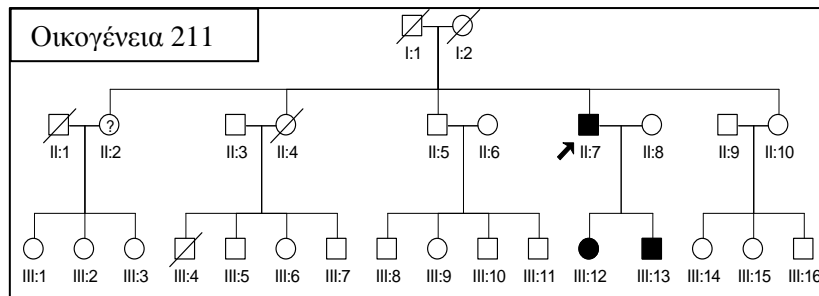 Οικογένεια 211
I:1 I:2
?
II:1 II:2 II:3 II:4 II:5 II:6 II:7 II:8 II:9 II:10
III:1 III:2 III:3 III:4 III:5 III:6 III:7 III:8 III:9 III:10 III:11 III:12 III:13 III:14 III:15 III:16